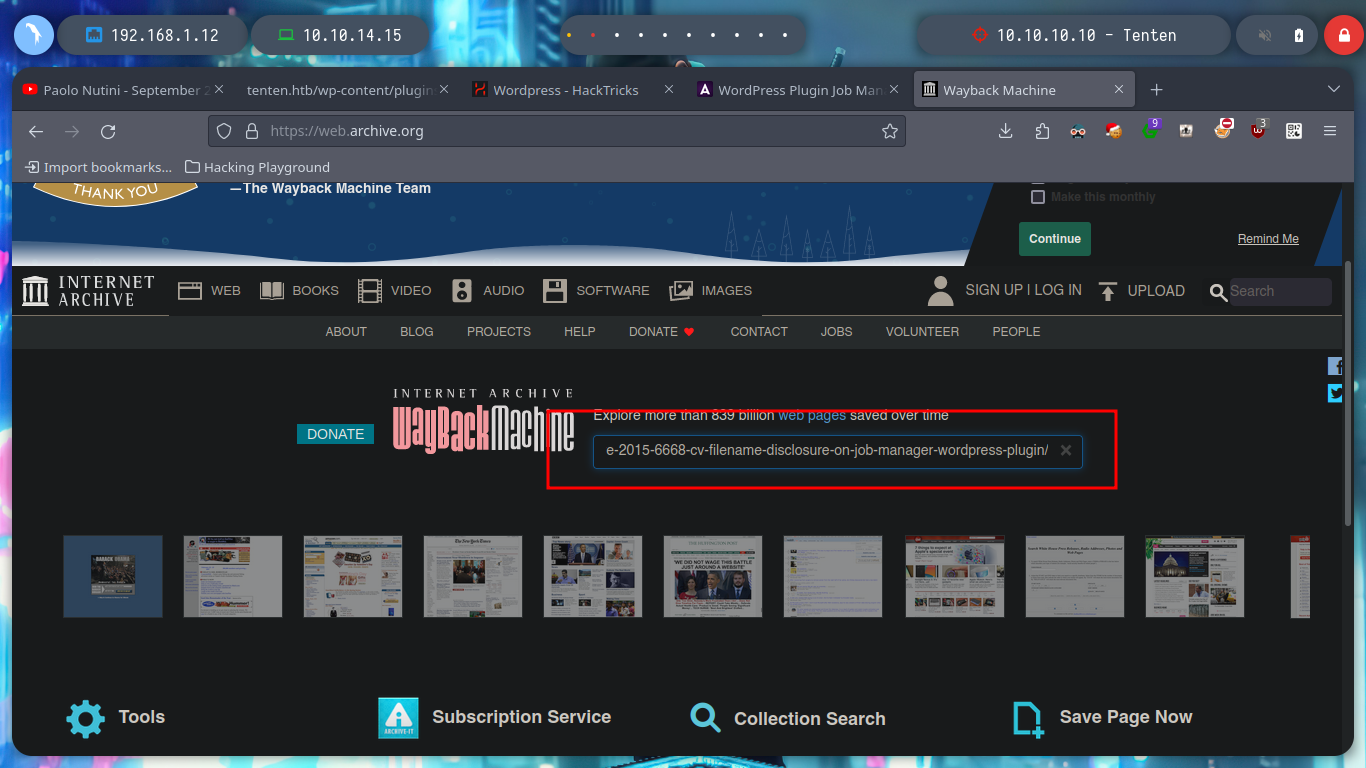 192.168.1.12
10.10.14.15
10.10.10.10 - Tenten
Paolo Nutini - September 2
tenten.htb/wp-content/plugin
Wordpress - HackTricks
WordPress Plugin Job Man
Wayback Machine
https://web.archive.org
9
3
Import bookmarks...
Hacking Playground
THANK YOU
—The Wayback Machine Team
Make this monthly
Continue
Remind Me
INTERNET
ARCHIVE
WEB
BOOKS
VIDEO
AUDIO
SOFTWARE
IMAGES
SIGN UP | LOG IN
UPLOAD
Search
ABOUT
BLOG
PROJECTS
HELP
DONATE
CONTACT
JOBS
VOLUNTEER
PEOPLE
DONATE
INTERNET ARCHIVE
WayBackMachine
Explore more than 839 billion web pages saved over time
e-2015-6668-cv-filename-disclosure-on-job-manager-wordpress-plugin/
Tools
ARCHIVE-IT
Subscription Service
Collection Search
Save Page Now